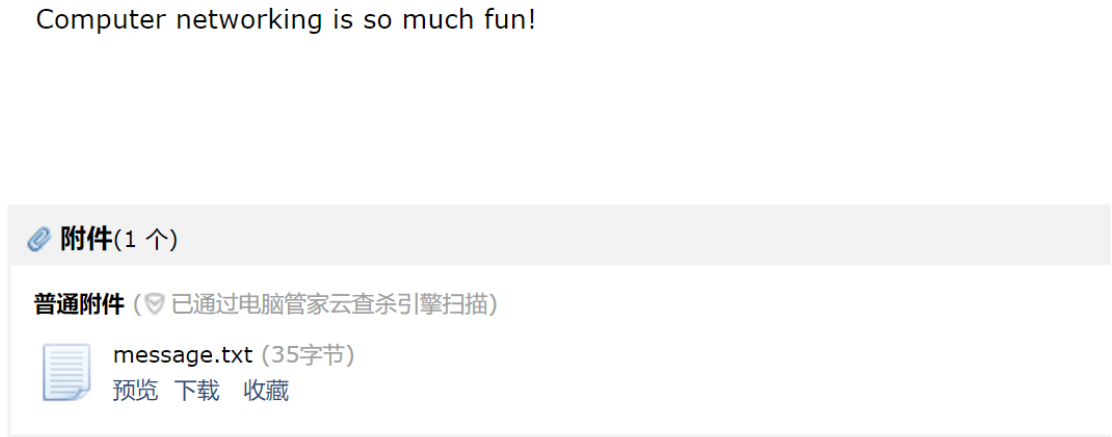 Computer networking is so much fun!
附件(1 个)
普通附件 (已通过电脑管家云查杀引擎扫描)
message.txt (35字节)
预览 下载 收藏